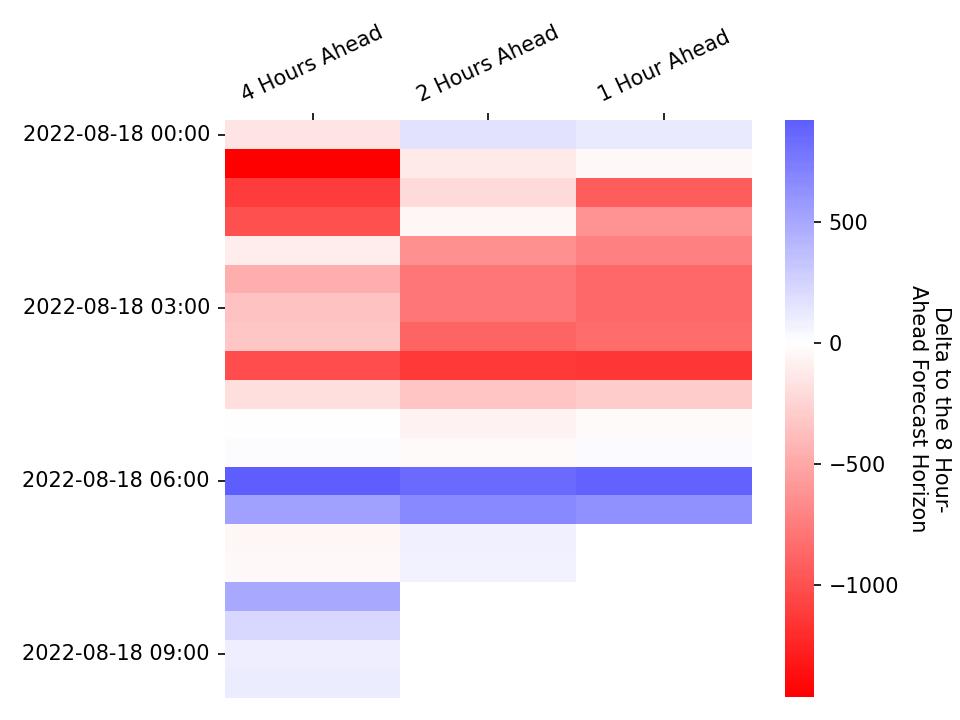 4 Hours Ahead
2 Hours Ahead
1 Hour Ahead
2022-08-18 00:00
2022-08-18 03:00
2022-08-18 06:00
2022-08-18 09:00
500
0
−500
−1000
Delta to the 8 Hour-
Ahead Forecast Horizon